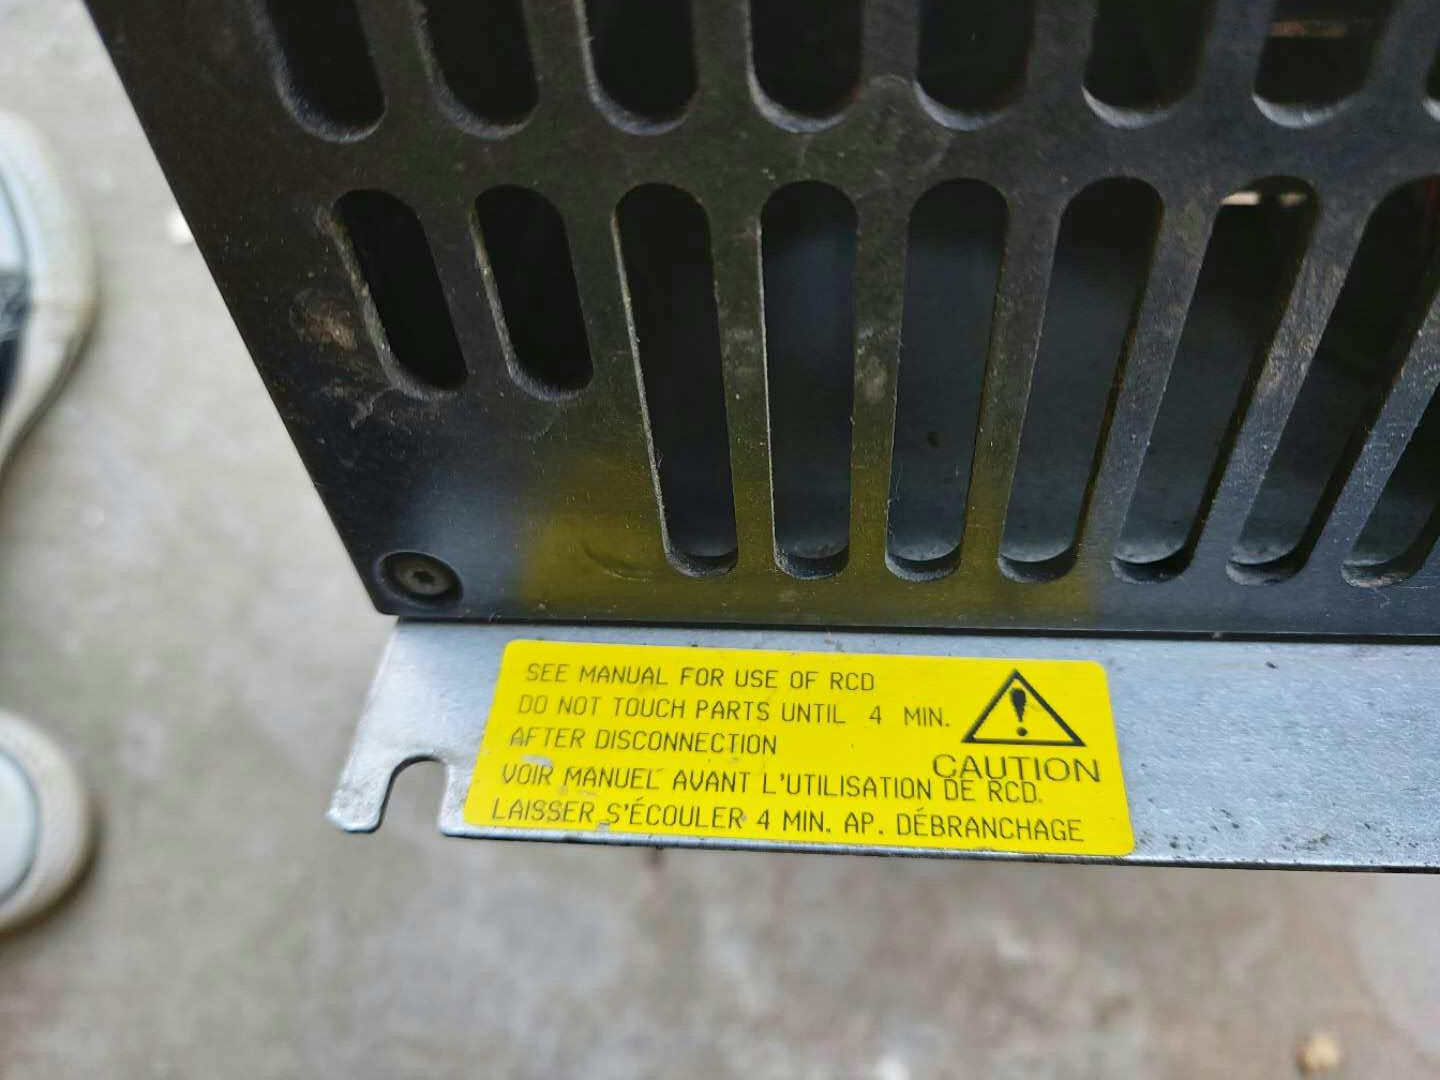 SEE MANUAL FOR USE OF RCD
DO NOT TOUCH PARTS UNTIL 4 MIN.
AFTER DISCONNECTION
CAUTION
VOIR MANUEL AVANT L'UTILISATION DE RCD.
LAISSER S'ÉCOULER 4 MIN. AP. DÉBRANCHAGE